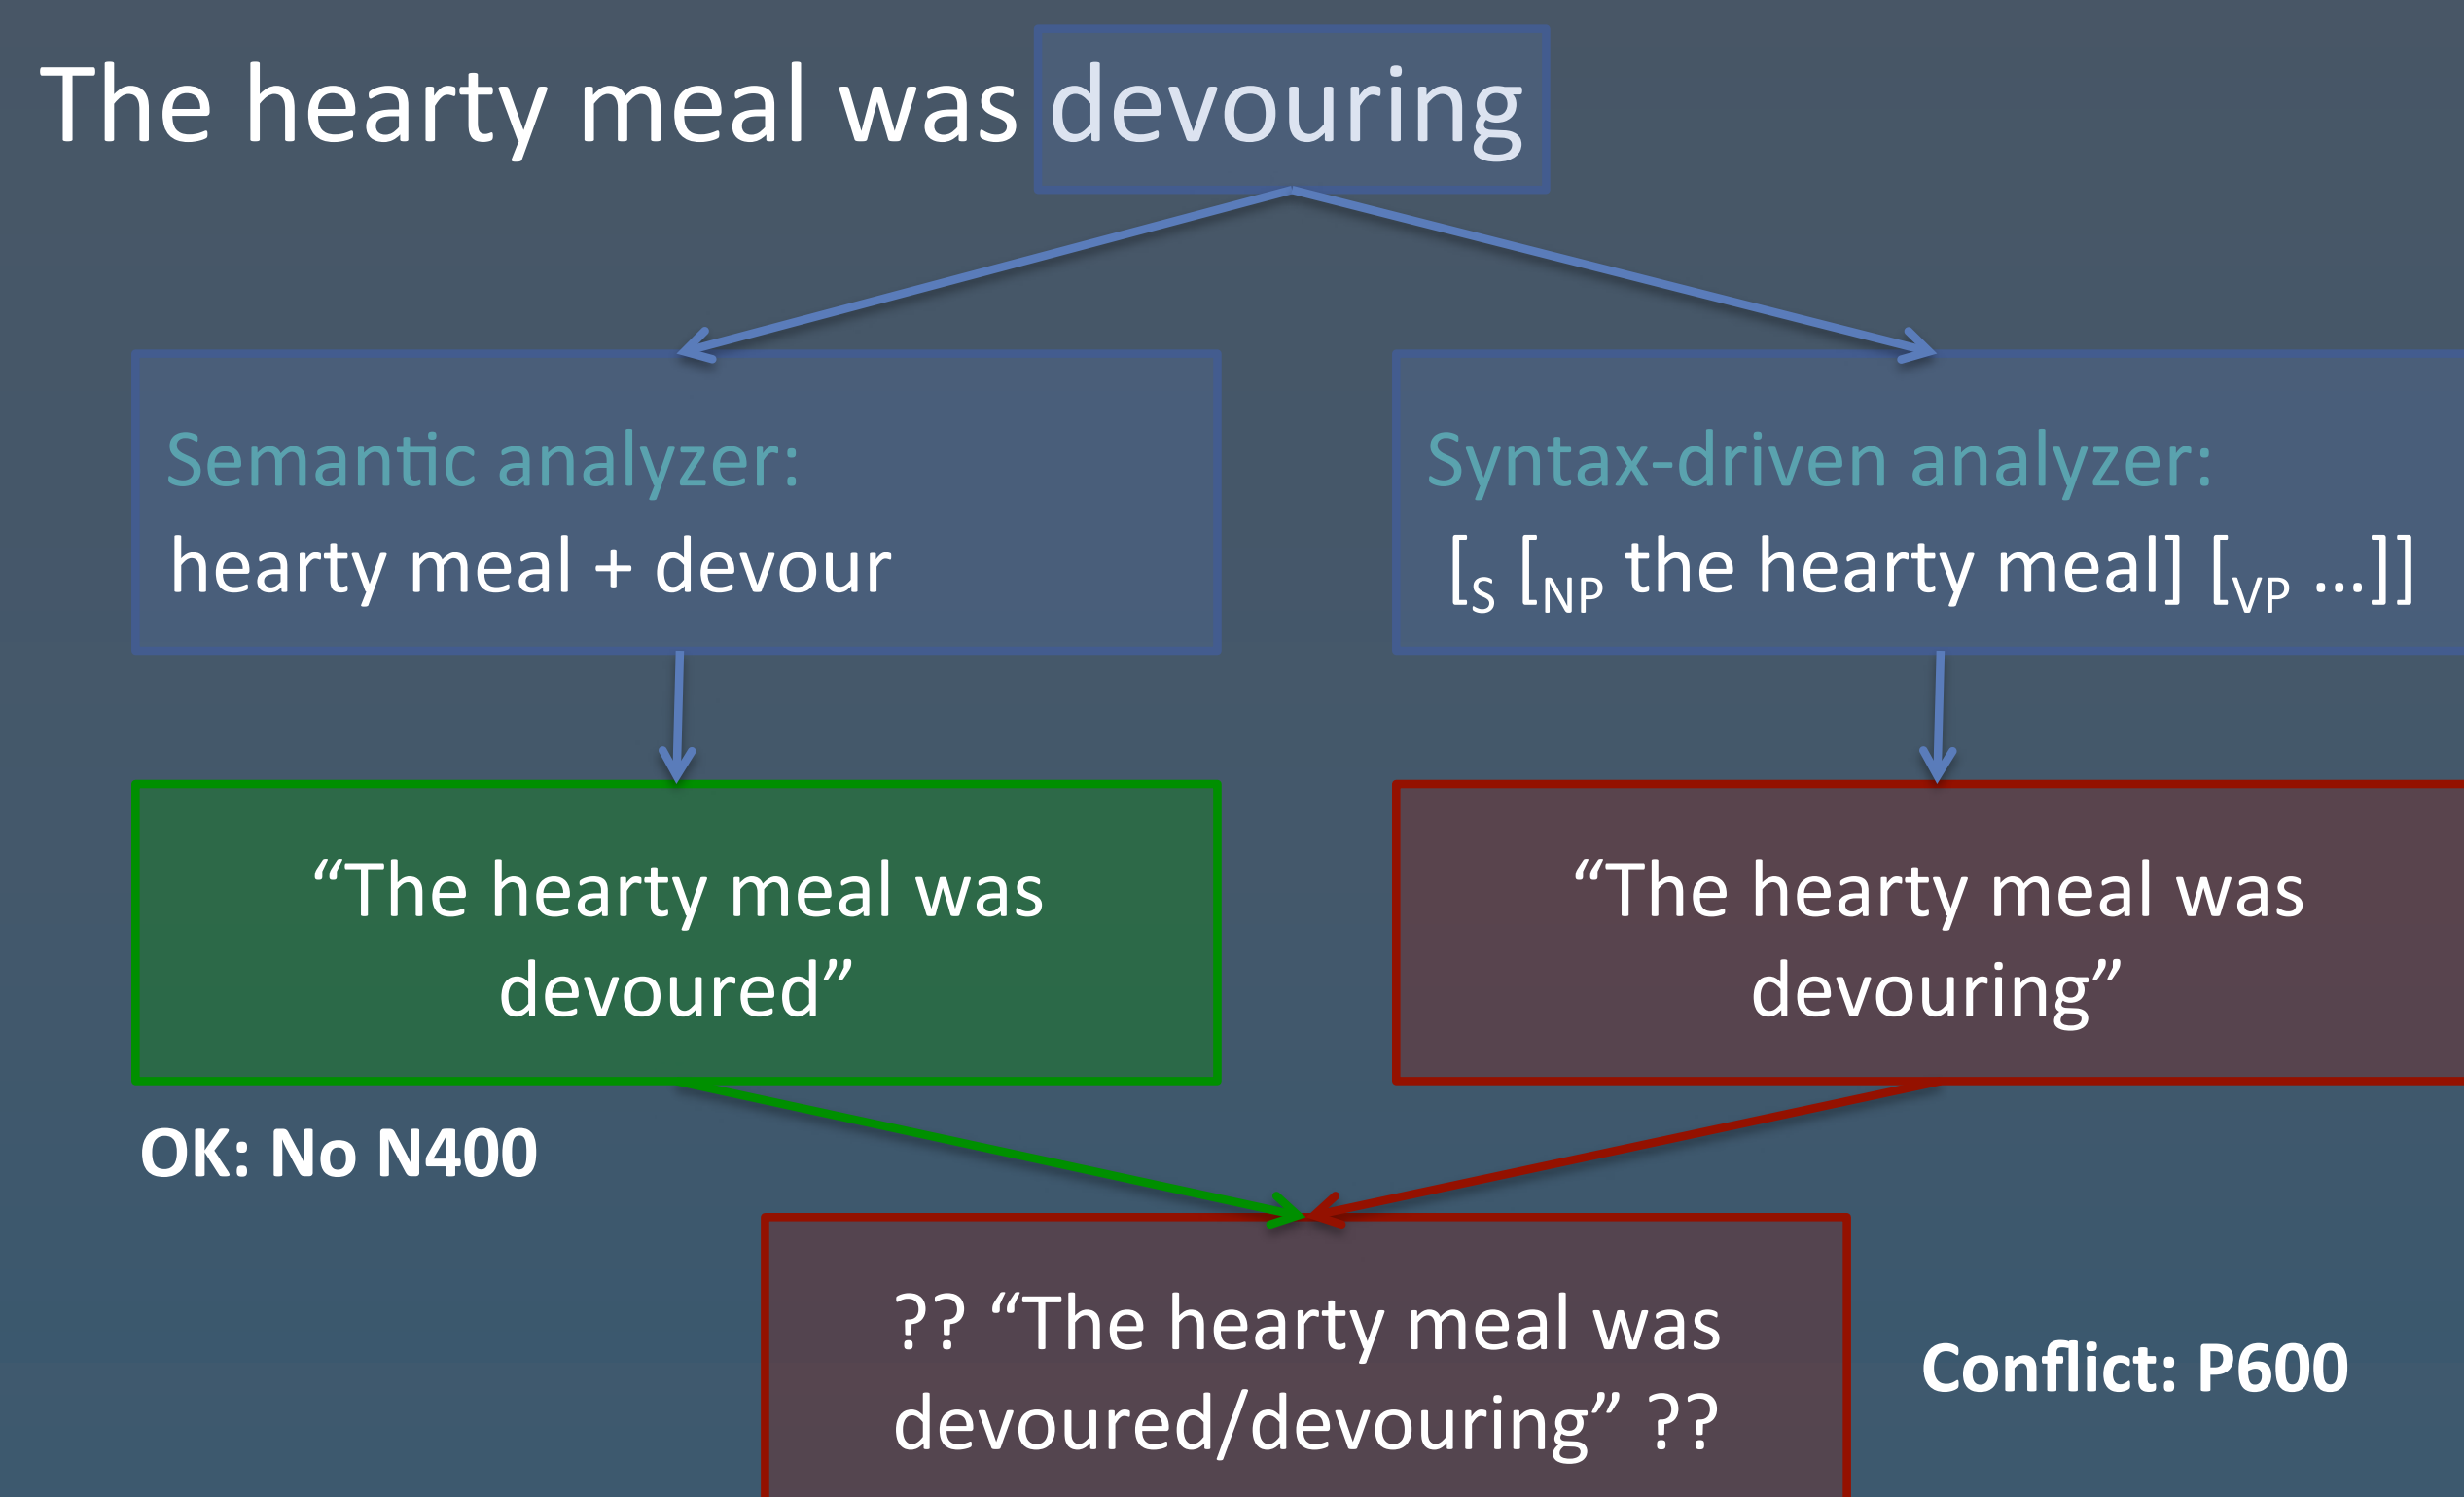 The hearty meal was devouring
Semantic analyzer:
hearty meal + devour
Syntax-driven analyzer:
[S [NP the hearty meal] [VP ...]]
“The hearty meal was
devoured”
“The hearty meal was
devouring”
OK: No N400
?? “The hearty meal was
devoured/devouring” ??
Conflict: P600